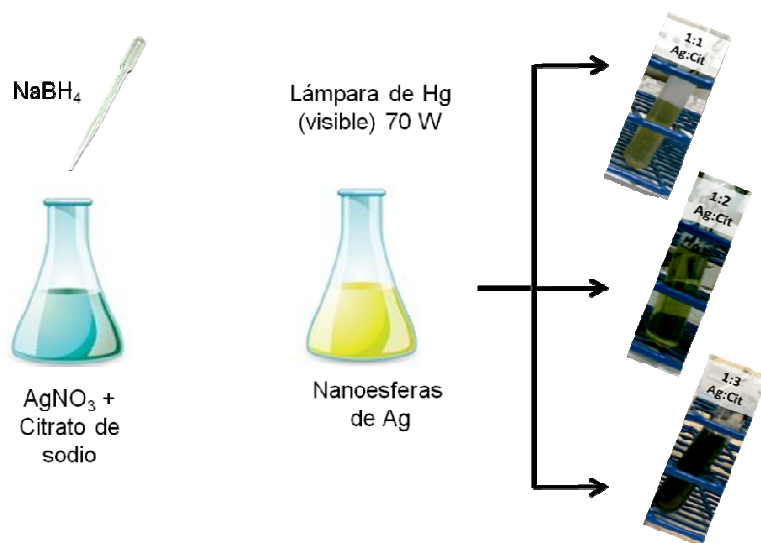 NaBH₄
AgNO₃ +
Citrato de
sodio
Lámpara de Hg
(visible) 70 W
Nanoesferas
de Ag
1:1
Ag:Cit
1:2
Ag:Cit
1:3
Ag:Cit